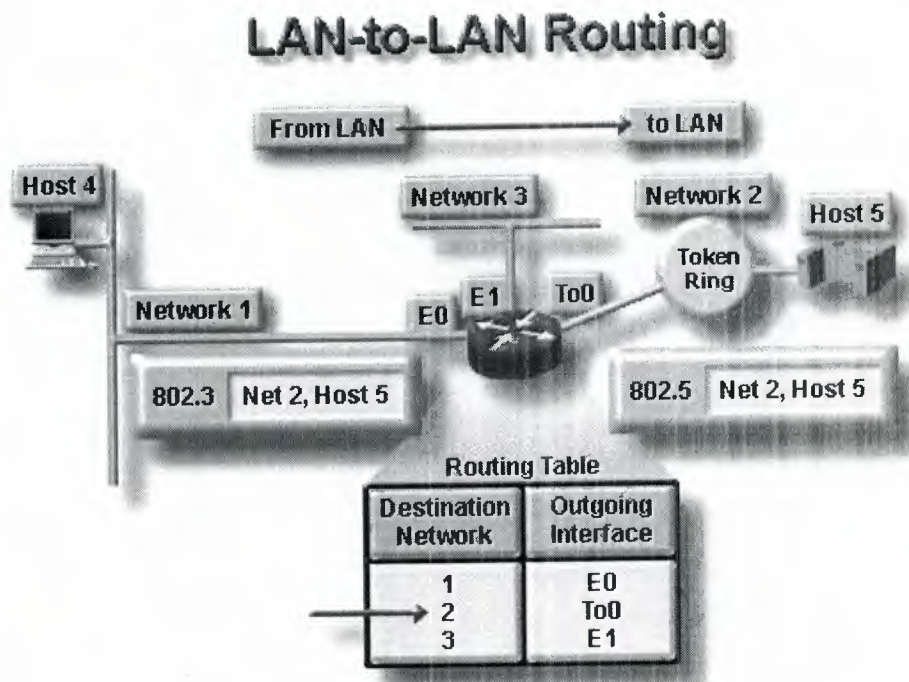 LAN-to-LAN Routing
From LAN
to LAN
Host 4
Network 3
Network 2
Host 5
Token
Ring
Network 1
E0
E1
To0
802.3
Net 2, Host 5
802.5
Net 2, Host 5
Routing Table
Destination
Network
Outgoing
Interface
1
E0
2
To0
3
E1